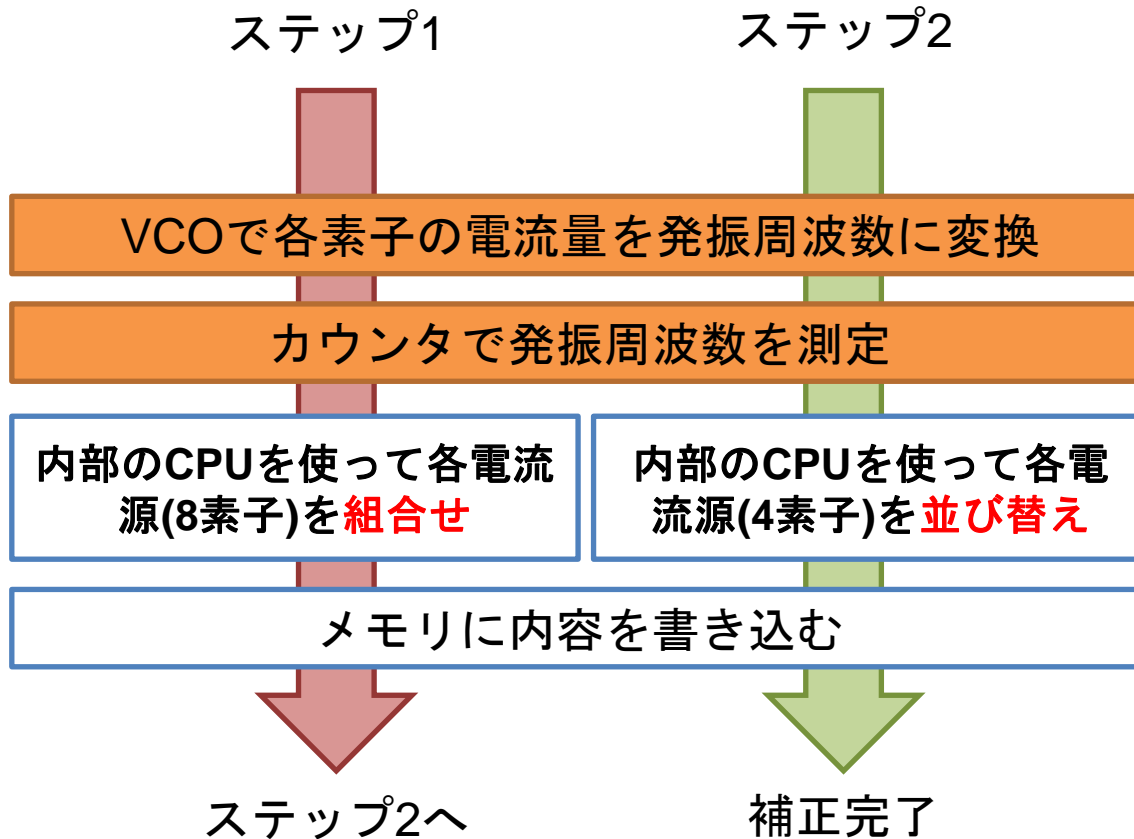 ステップ1
ステップ2
VCOで各素子の電流量を発振周波数に変換
カウンタで発振周波数を測定
内部のCPUを使って各電流
源(8素子)を組合せ
内部のCPUを使って各電
流源(4素子)を並び替え
メモリに内容を書き込む
ステップ2へ
補正完了